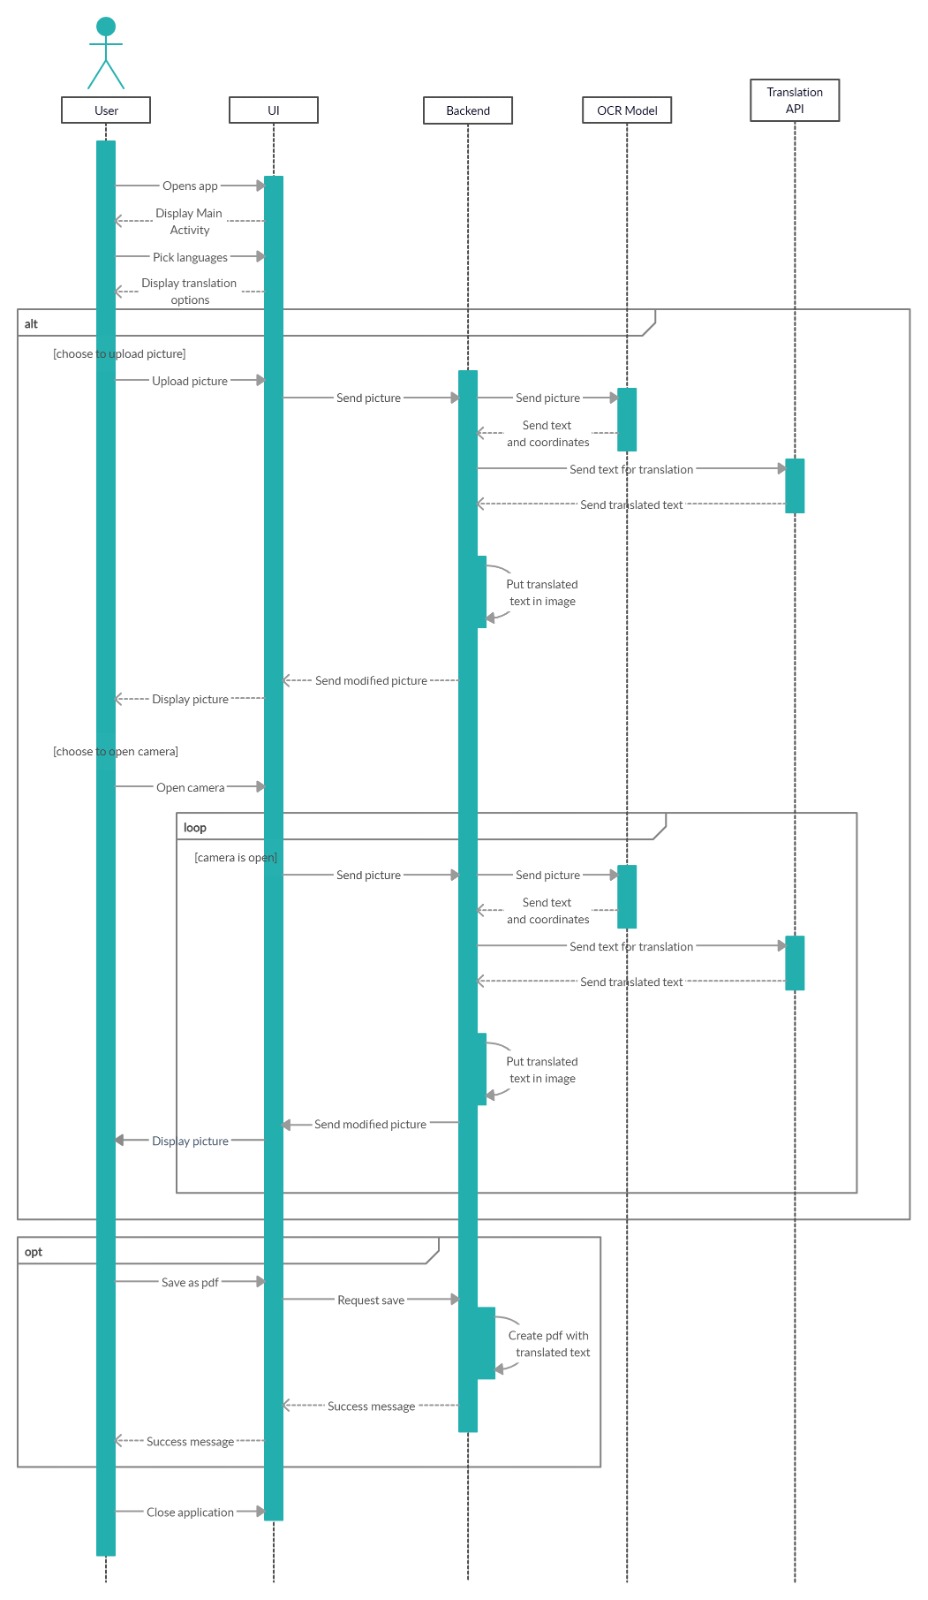 User
UI
Backend
OCR Model
Translation
API
Opens app
Display Main
Activity
Pick languages
Display translation
options
alt
[choose to upload picture]
Upload picture
Send picture
Send picture
Send text
and coordinates
Send text for translation
Send translated text
Put translated
text in image
Send modified picture
Display picture
[choose to open camera]
Open camera
loop
[camera is open]
Send picture
Send picture
Send text
and coordinates
Send text for translation
Send translated text
Put translated
text in image
Send modified picture
Display picture
opt
Save as pdf
Request save
Create pdf with
translated text
Success message
Success message
Close application